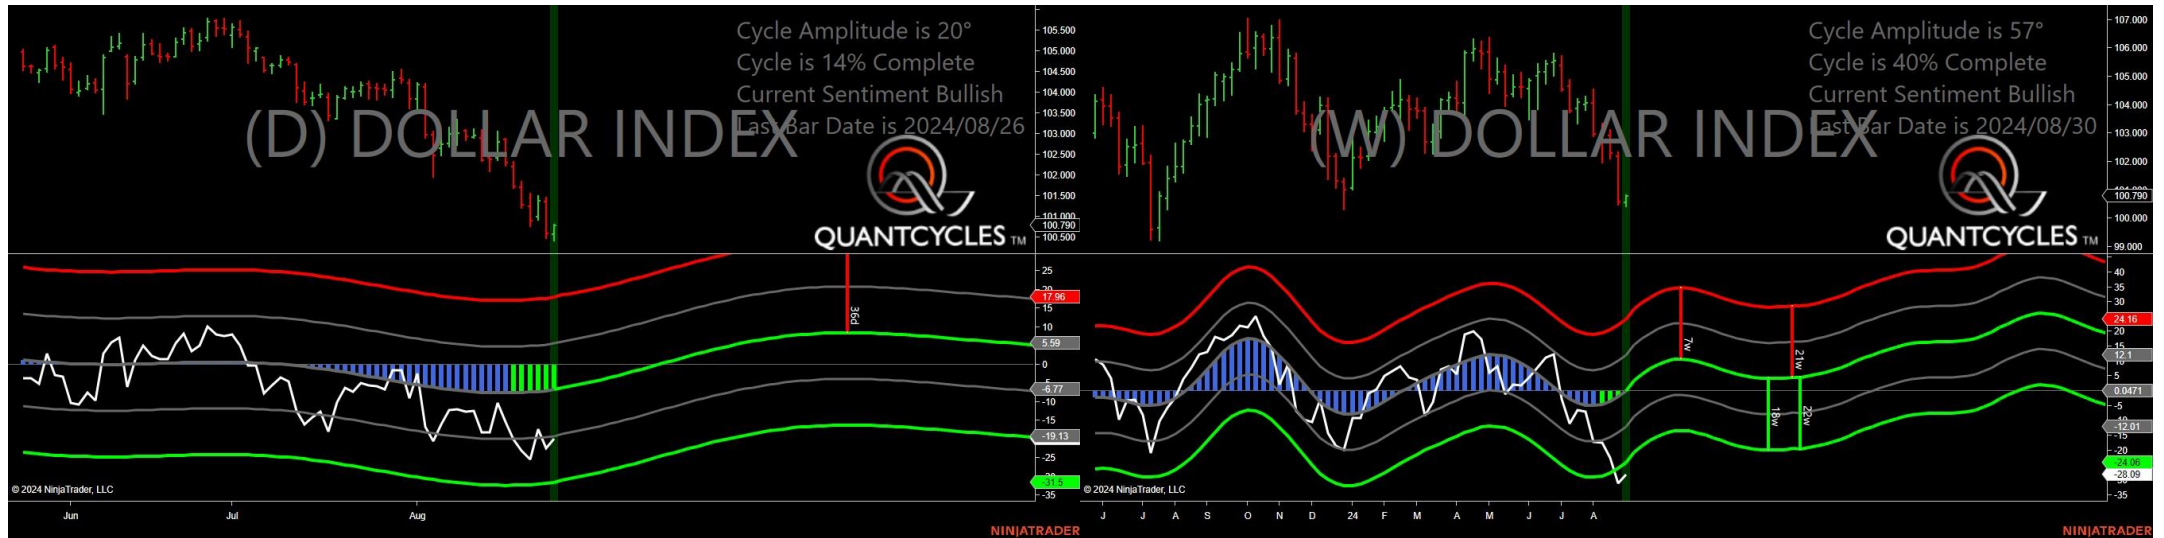 Cycle Amplitude is 20°
Cycle is 14% Complete
Current Sentiment Bullish
Last Bar Date is 2024/08/26
(D) DOLLAR INDEX
QUANTCYCLES TM
105.500
105.000
104.500
104.000
103.500
103.000
102.500
102.000
101.500
101.000
100.790
100.500
36d
25
20
17.96
15
10
5.59
0
-6.77
-10
-15
-19.13
-25
-31.5
-35
© 2024 NinjaTrader, LLC
Jun Jul Aug
NINJATRADER
Cycle Amplitude is 57°
Cycle is 40% Complete
Current Sentiment Bullish
Last Bar Date is 2024/08/30
(W) DOLLAR INDEX
QUANTCYCLES TM
107.000
106.000
105.000
104.000
103.000
102.000
101.000
100.790
100.000
99.000
7w
21w
18w
22w
40
35
30
24.16
20
15
12.1
5
0.0471
-5
-12.01
-15
-20
-24.06
-28.09
-35
© 2024 NinjaTrader, LLC
J J A S O N D 24 F M A M J J A
NINJATRADER